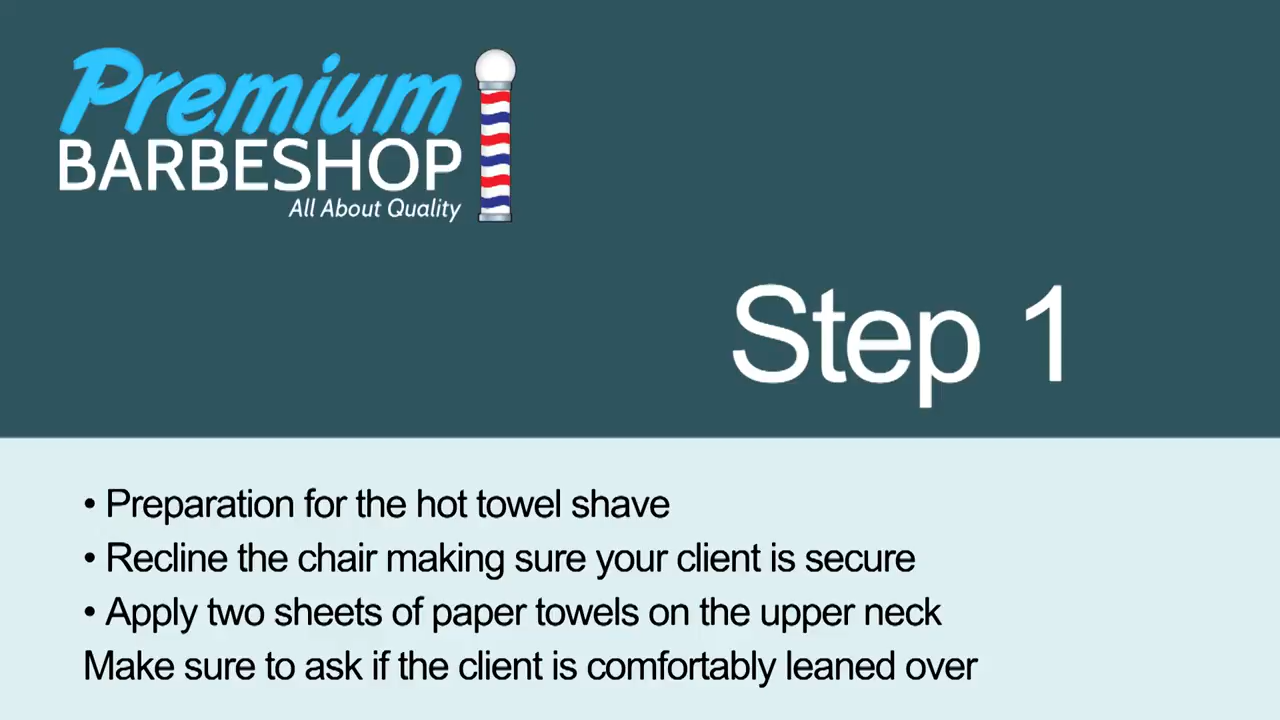 Premium
BARBESHOP
All About Quality
Step 1
• Preparation for the hot towel shave
• Recline the chair making sure your client is secure
• Apply two sheets of paper towels on the upper neck
Make sure to ask if the client is comfortably leaned over